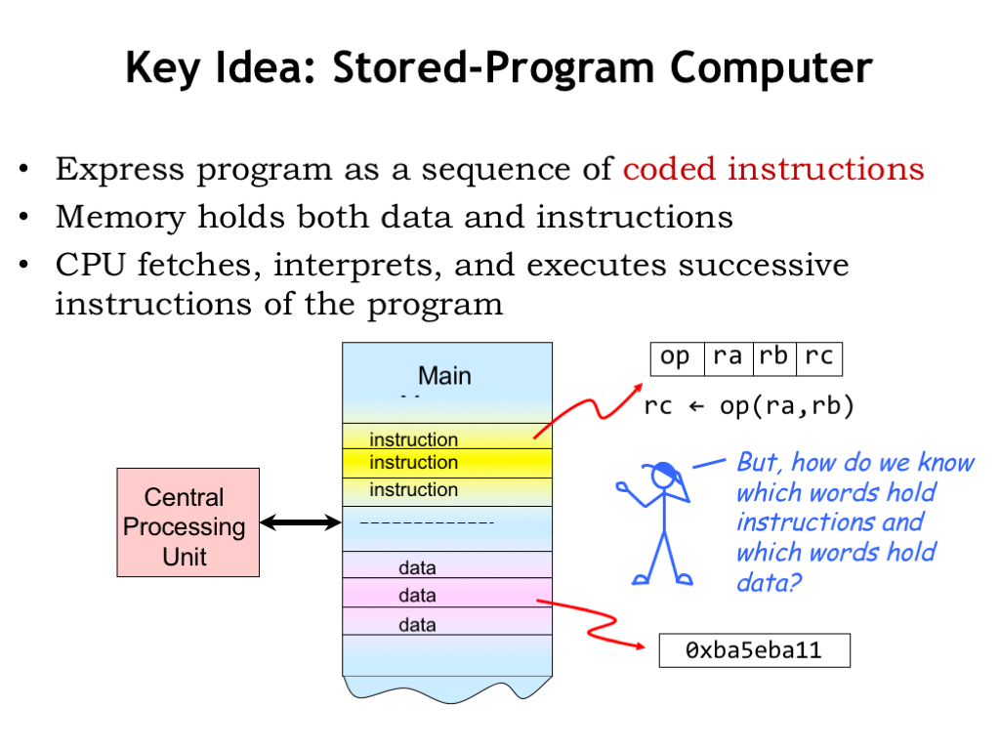 Key Idea: Stored-Program Computer
• Express program as a sequence of coded instructions
• Memory holds both data and instructions
• CPU fetches, interprets, and executes successive
instructions of the program
Main
instruction
instruction
instruction
data
data
data
Central
Processing
Unit
op ra rb rc
rc ← op(ra,rb)
But, how do we know
which words hold
instructions and
which words hold
data?
0xba5eba11